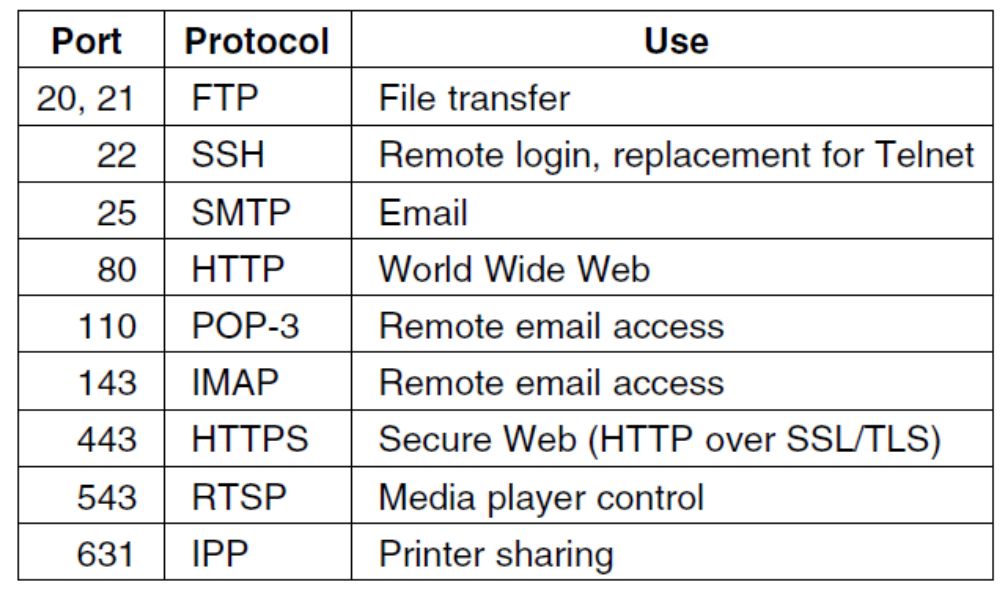 Port Protocol Use
20, 21 FTP File transfer
22 SSH Remote login, replacement for Telnet
25 SMTP Email
80 HTTP World Wide Web
110 POP-3 Remote email access
143 IMAP Remote email access
443 HTTPS Secure Web (HTTP over SSL/TLS)
543 RTSP Media player control
631 IPP Printer sharing